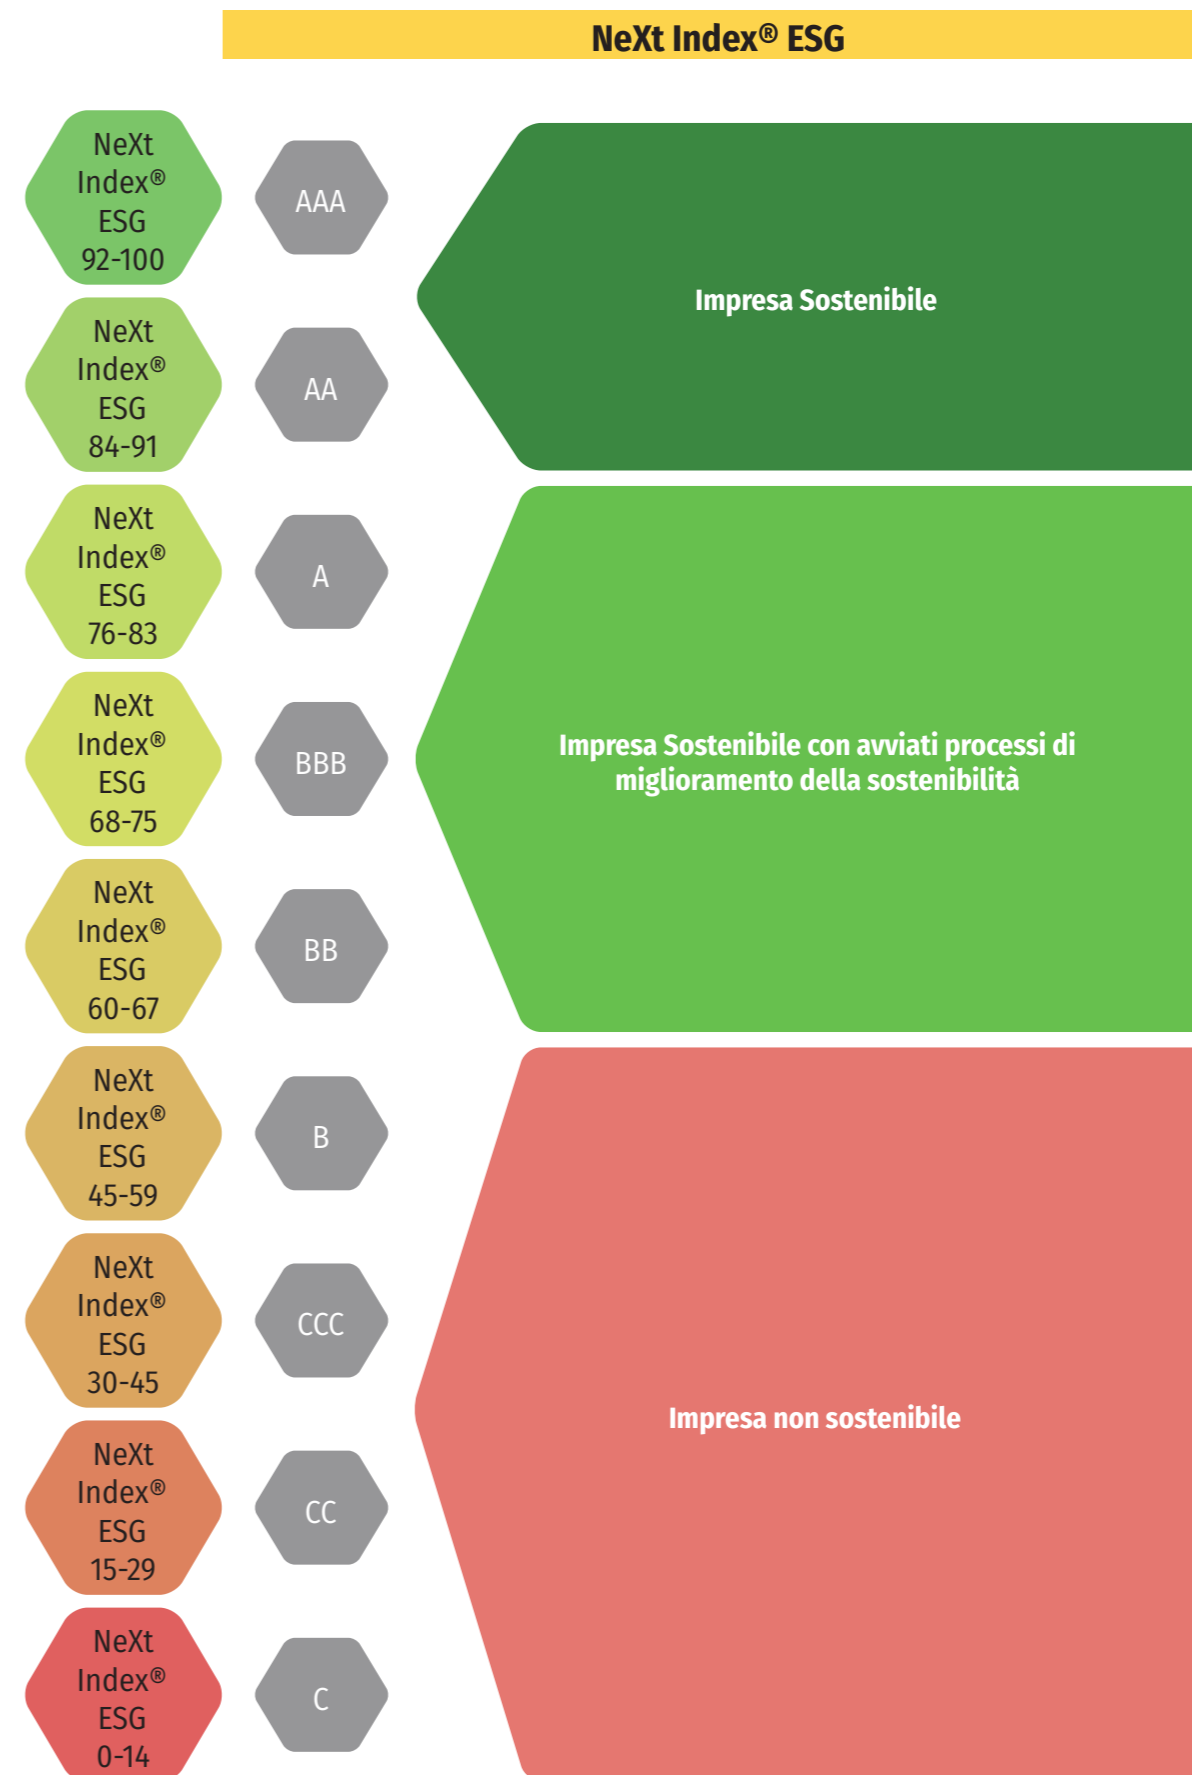 NeXt Index® ESG
NeXt
Index®
ESG
92-100
AAA
NeXt
Index®
ESG
84-91
AA
Impresa Sostenibile
NeXt
Index®
ESG
76-83
A
NeXt
Index®
ESG
68-75
BBB
NeXt
Index®
ESG
60-67
BB
Impresa Sostenibile con avviati processi di
miglioramento della sostenibilità
NeXt
Index®
ESG
45-59
B
NeXt
Index®
ESG
30-45
CCC
NeXt
Index®
ESG
15-29
CC
NeXt
Index®
ESG
0-14
C
Impresa non sostenibile